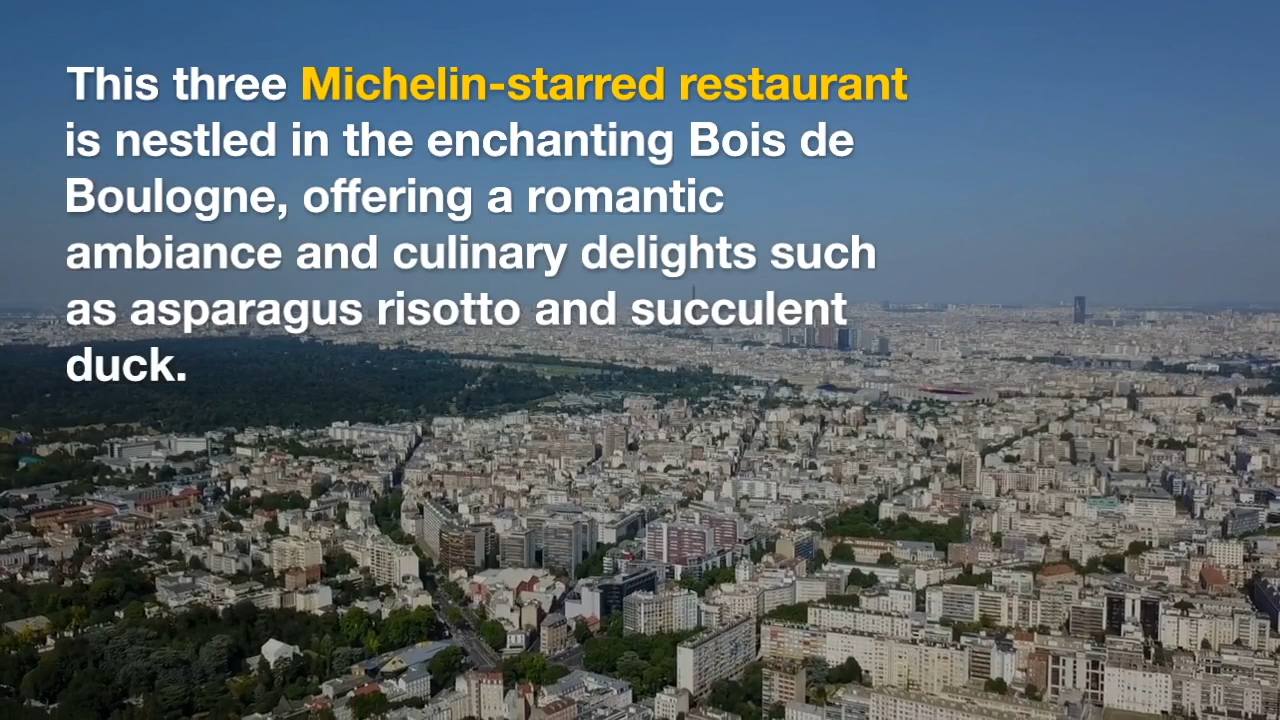 This three Michelin-starred restaurant
is nestled in the enchanting Bois de
Boulogne, offering a romantic
ambiance and culinary delights such
as asparagus risotto and succulent
duck.